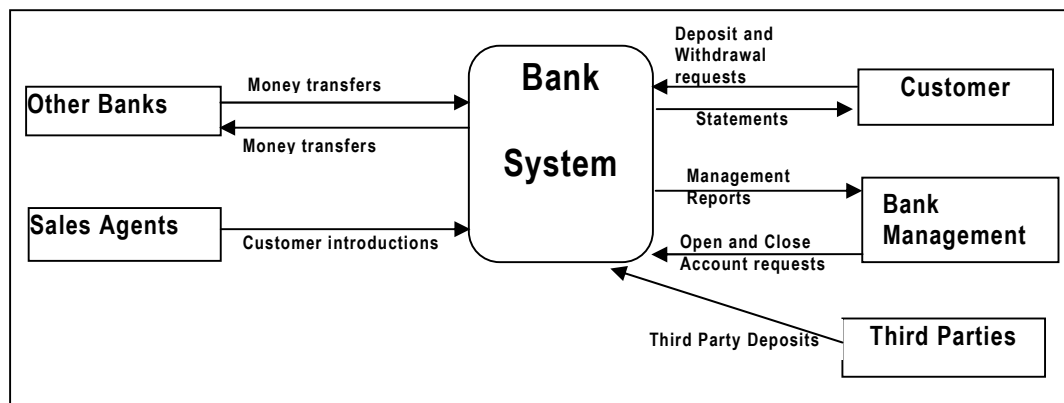 Other Banks
Money transfers
Money transfers
Sales Agents
Customer introductions
Bank
System
Deposit and
Withdrawal
requests
Customer
Statements
Management
Reports
Bank
Management
Open and Close
Account requests
Third Party Deposits
Third Parties